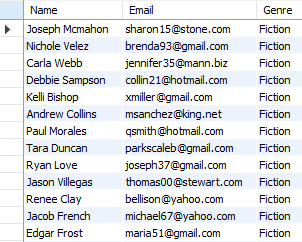 Name Email Genre
Joseph Mcmahon sharon15@stone.com Fiction
Nichole Velez brenda93@gmail.com Fiction
Carla Webb jennifer35@mann.biz Fiction
Debbie Sampson collin21@hotmail.com Fiction
Kelli Bishop xmiller@gmail.com Fiction
Andrew Collins msanchez@king.net Fiction
Paul Morales qsmith@hotmail.com Fiction
Tara Duncan parkscaleb@gmail.com Fiction
Ryan Love joseph37@gmail.com Fiction
Jason Villegas thomas00@stewart.com Fiction
Renee Clay bellison@yahoo.com Fiction
Jacob French michael67@yahoo.com Fiction
Edgar Frost maria51@gmail.com Fiction